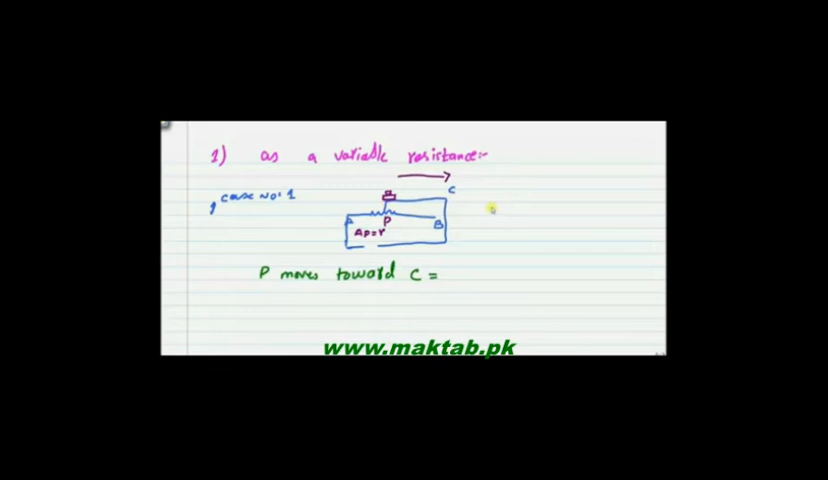 1) as a variable resistance:-
case No: 1
C
A
P
B
AP=r
P moves toward C =
www.maktab.pk